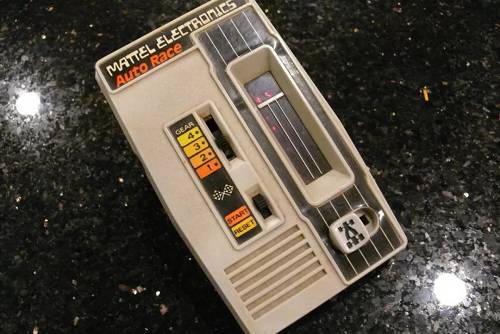 MATTEL ELECTRONICS
Auto Race
GEAR
4
3
2
1
START
RESET